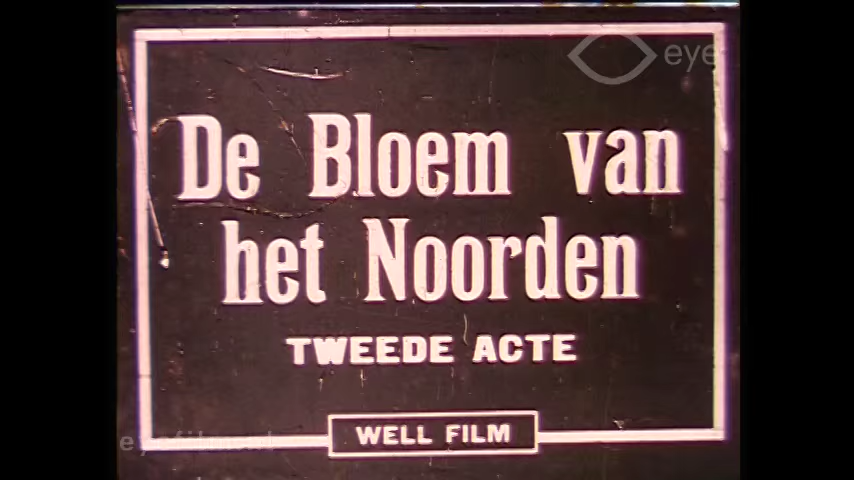 eye
De Bloem van
het Noorden
TWEEDE ACTE
WELL FILM